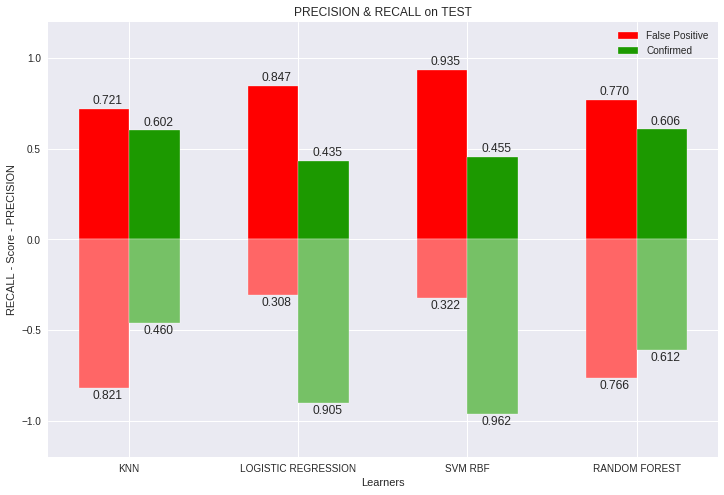 PRECISION & RECALL on TEST
False Positive
Confirmed
RECALL - Score - PRECISION
1.0
0.5
0.0
−0.5
−1.0
0.721
0.602
0.847
0.435
0.935
0.455
0.770
0.606
0.821
0.460
0.308
0.905
0.322
0.962
0.766
0.612
KNN
LOGISTIC REGRESSION
SVM RBF
RANDOM FOREST
Learners